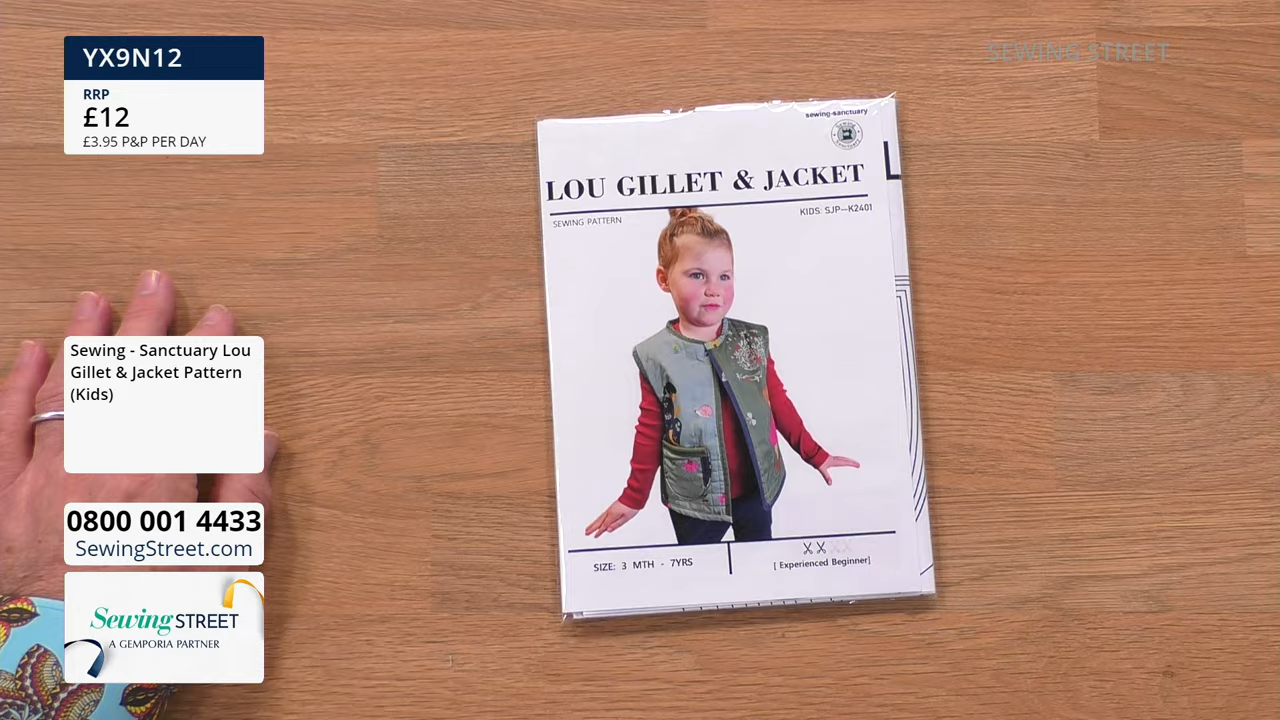 YX9N12
RRP
£12
£3.95 P&P PER DAY
SEWING STREET
sewing-sanctuary
LOU GILLET & JACKET
SEWING PATTERN
KIDS: SJP-K2401
SIZE: 3 MTH - 7YRS
[ Experienced Beginner]
Sewing - Sanctuary Lou
Gillet & Jacket Pattern
(Kids)
0800 001 4433
SewingStreet.com
Sewing STREET
A GEMPORIA PARTNER